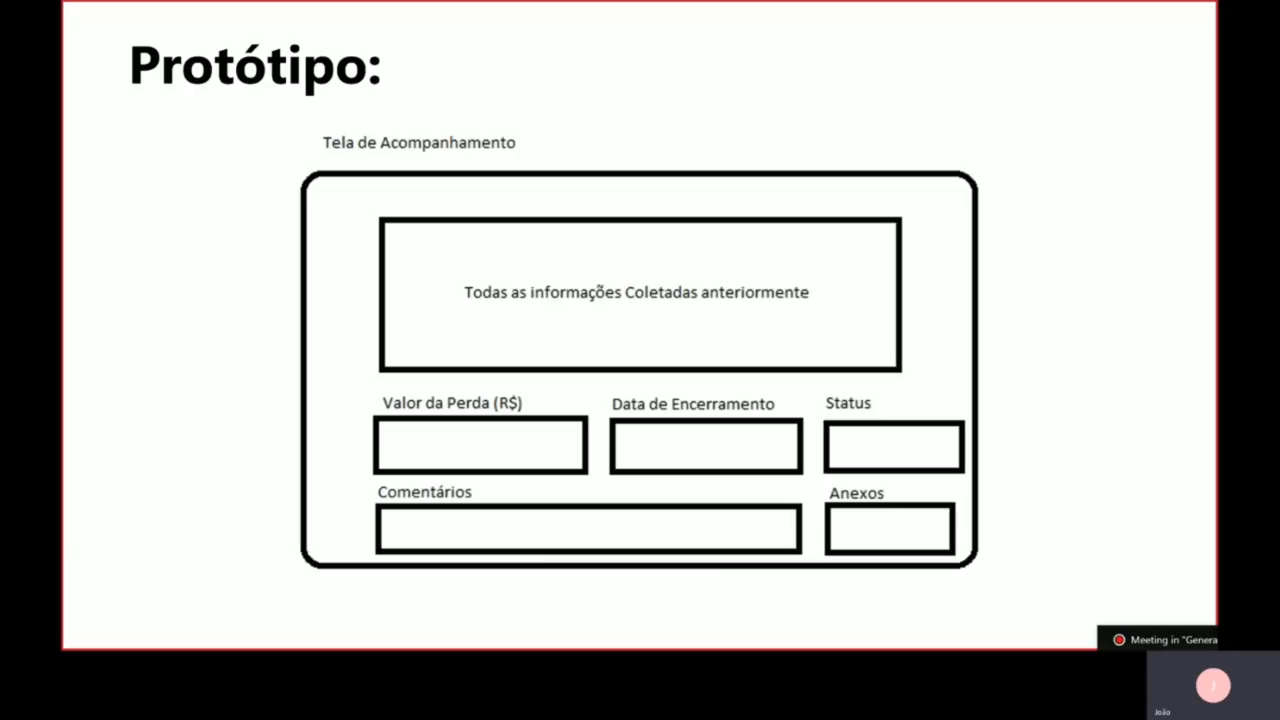 Protótipo:
Tela de Acompanhamento
Todas as informações Coletadas anteriormente
Valor da Perda (R$)
Data de Encerramento
Status
Comentários
Anexos
Meeting in "Genera
J
João